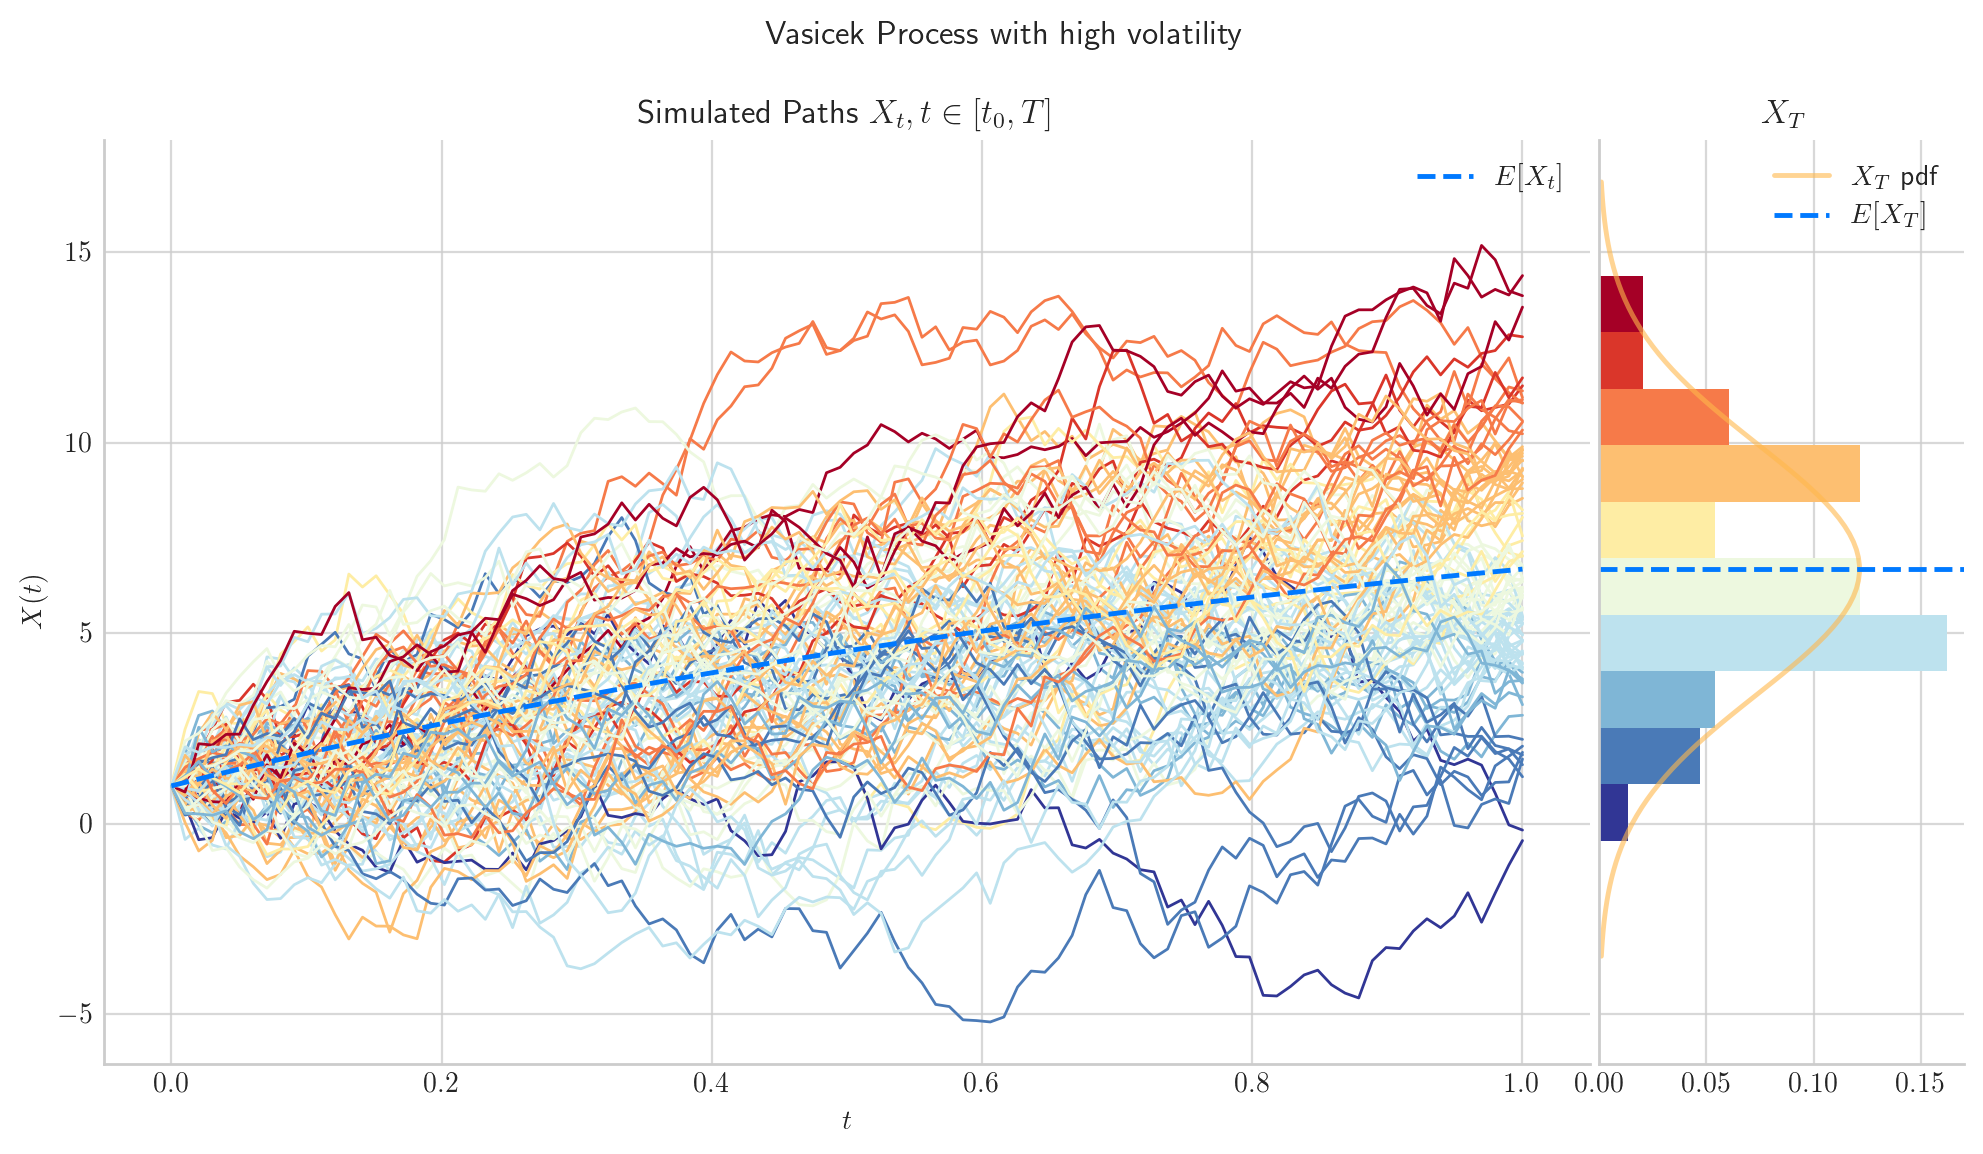 Vasicek Process with high volatility
Simulated Paths $X_t, t \in [t_0, T]$
$X_T$
$E[X_t]$
$X_T$ pdf
$E[X_T]$
X(t)
15
10
5
0
−5
0.0 0.2 0.4 0.6 0.8 1.0
t
0.00 0.05 0.10 0.15